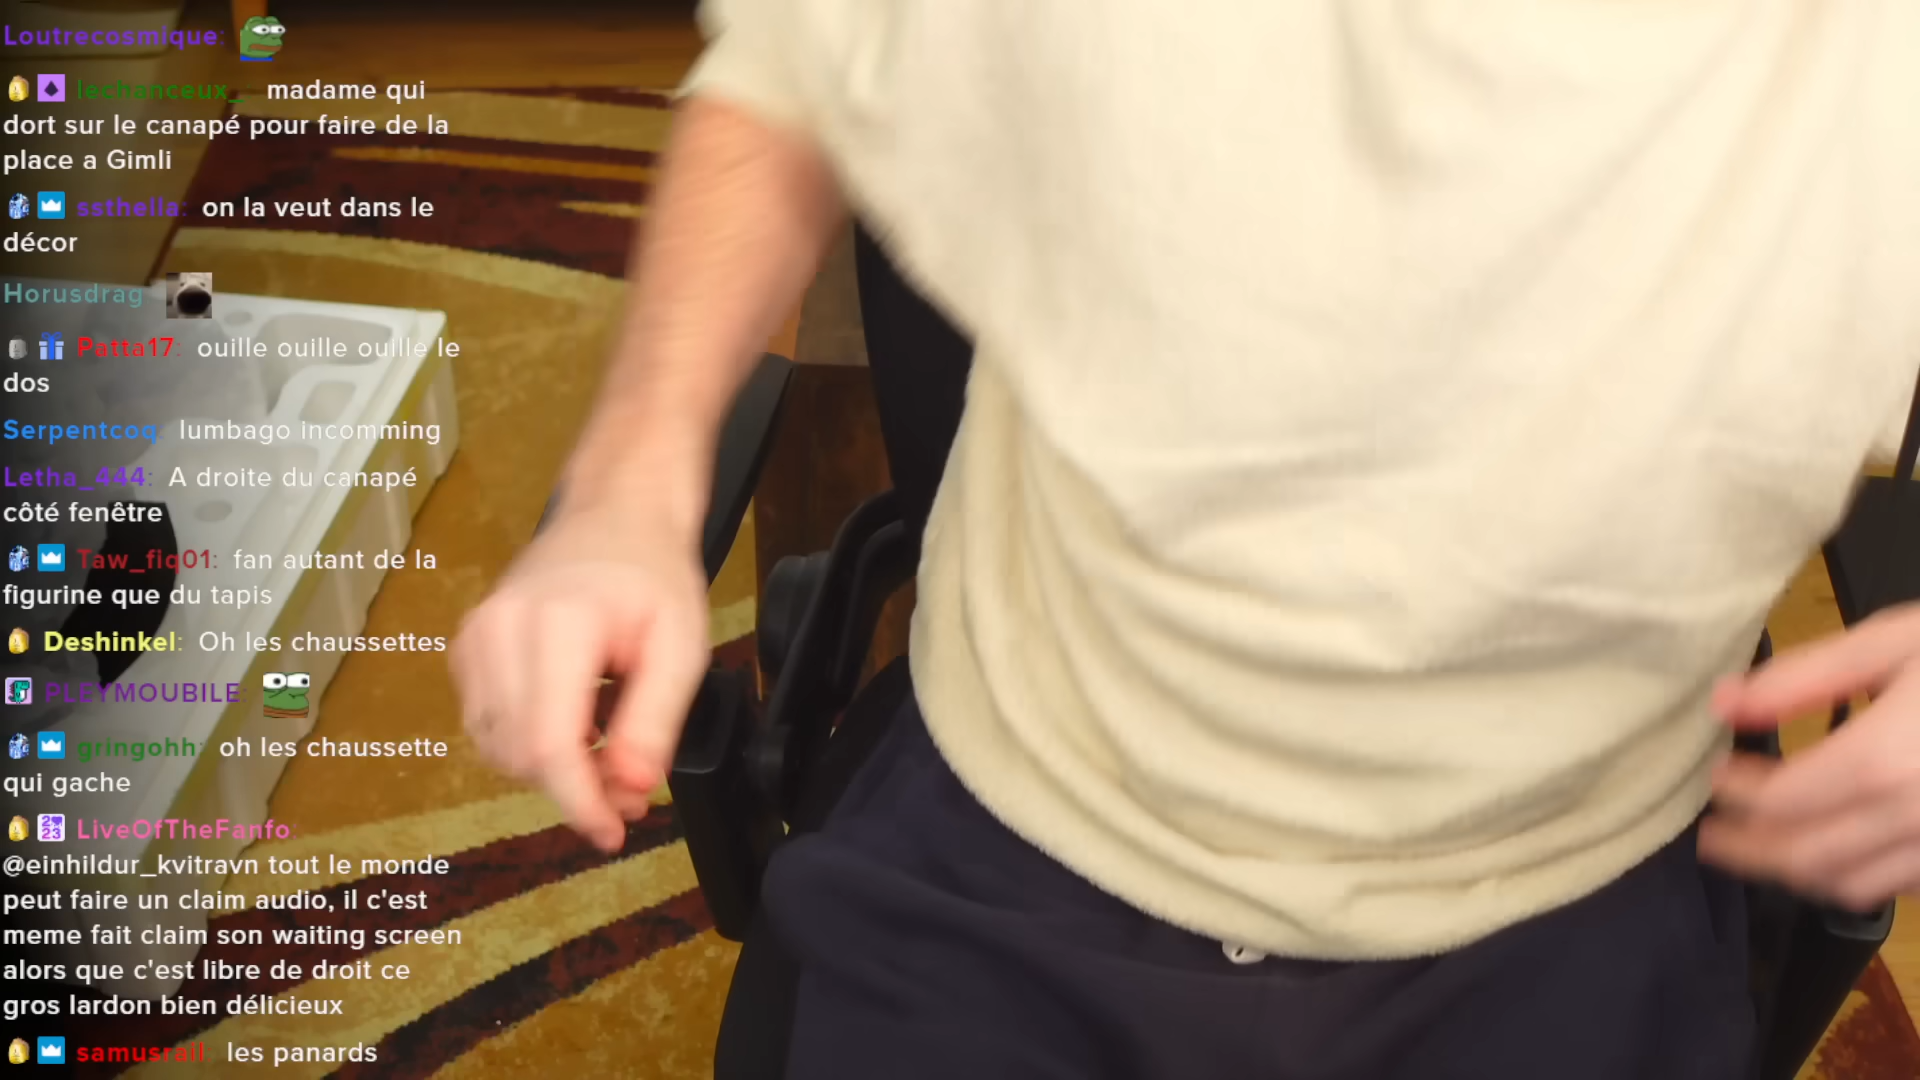 Loutrecosmique:
lechanceux_: madame qui
dort sur le canapé pour faire de la
place a Gimli
ssthella: on la veut dans le
décor
Horusdrag
Patta17: ouille ouille ouille le
dos
Serpentcoq: lumbago incomming
Letha_444: A droite du canapé
côté fenêtre
Taw_fiq01: fan autant de la
figurine que du tapis
Deshinkel: Oh les chaussettes
PLEYMOUBILE:
gringohh: oh les chaussette
qui gache
LiveOfTheFanfo:
@einhildur_kvitravn tout le monde
peut faire un claim audio, il c'est
meme fait claim son waiting screen
alors que c'est libre de droit ce
gros lardon bien délicieux
samusrail: les panards